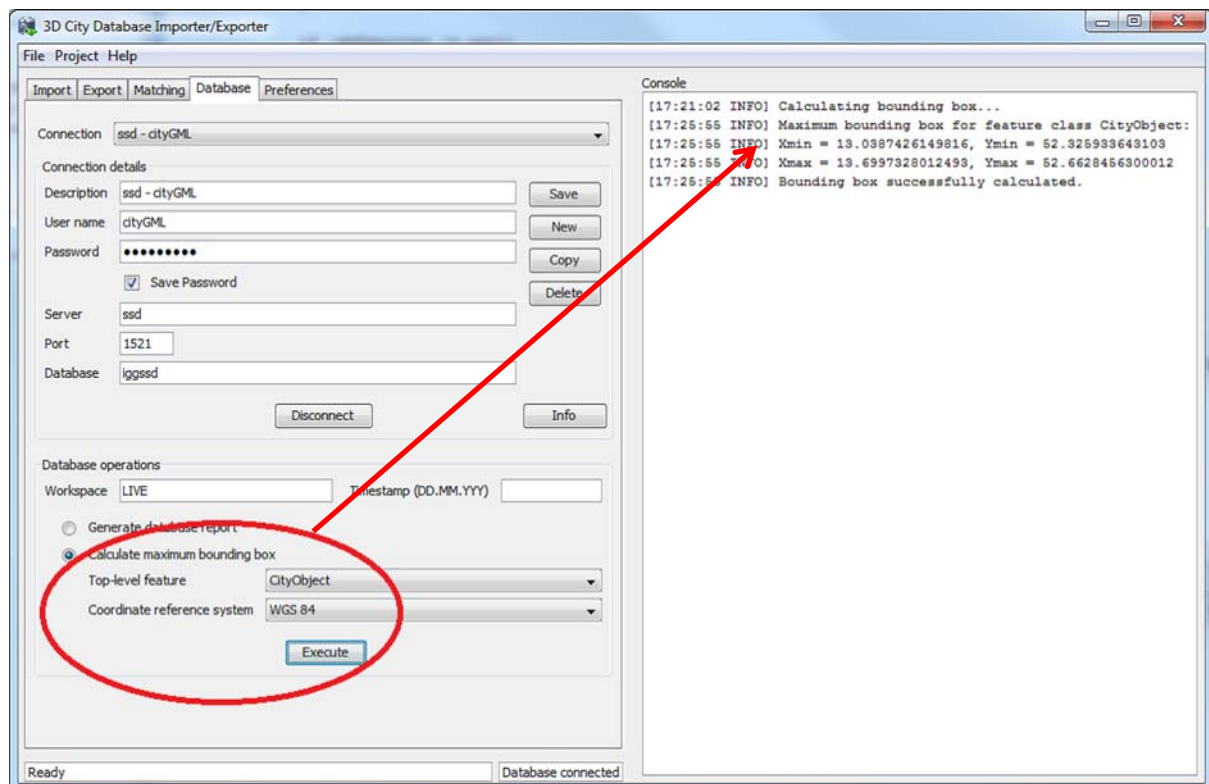 3D City Database Importer/Exporter
File Project Help
Import Export Matching Database Preferences
Connection ssd - cityGML
Connection details
Description ssd - cityGML
Save
User name cityGML
New
Password •••••••••
Copy
Save Password
Delete
Server ssd
Port 1521
Database iggssd
Disconnect Info
Database operations
Workspace LIVE Timestamp (DD.MM.YYY)
Generate database report
Calculate maximum bounding box
Top-level feature CityObject
Coordinate reference system WGS 84
Execute
Ready Database connected
Console
[17:21:02 INFO] Calculating bounding box...
[17:25:55 INFO] Maximum bounding box for feature class CityObject:
[17:25:55 INFO] Xmin = 13.0387426149816, Ymin = 52.325933643103
[17:25:55 INFO] Xmax = 13.6997328012493, Ymax = 52.6628456300012
[17:25:55 INFO] Bounding box successfully calculated.